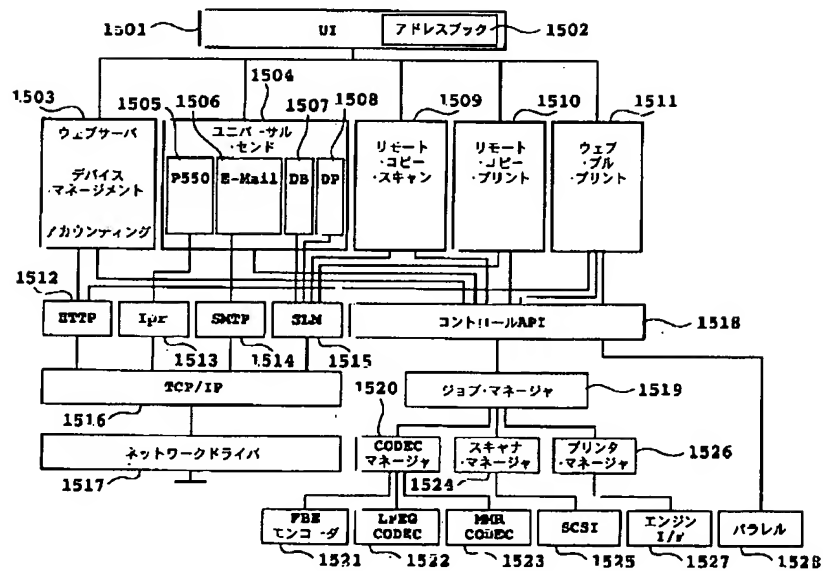 1501
UI
アドレスブック
1502
1503
1505
1506
1504
1507
1508
1509
1510
1511
ウェブサーバ
デバイス
・マネージメント
アカウンティング
ユニバーサル
・センド
P550
E-Mail
DB
DP
リモート
・コピー
・スキャン
リモート
・コピー
・プリント
ウェブ
・プル
・プリント
1512
HTTP
lpr
SMTP
SLM
コントロールAPI
1518
1513
1514
1515
TCP/IP
1516
1520
ジョブ・マネージャ
1519
ネットワークドライバ
1517
CODEC
マネージャ
スキャナ
・マネージャ
1524
プリンタ
・マネージャ
1526
FBE
エンコーダ
CODEC
MMR
CODEC
SCSI
エンジン
I/F
パラレル
1521
1522
1523
1525
1527
1528